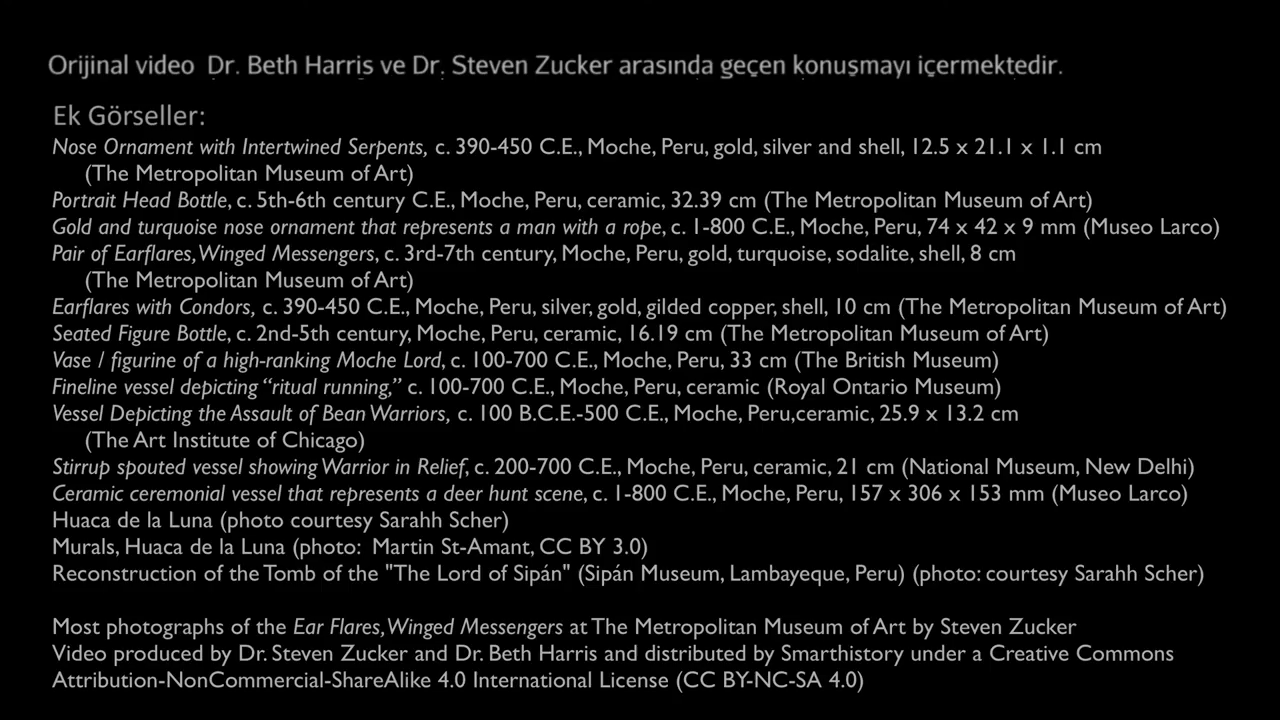 Orijinal video Dr. Beth Harris ve Dr. Steven Zucker arasında geçen konuşmayı içermektedir.
Ek Görseller:
Nose Ornament with Intertwined Serpents, c. 390-450 C.E., Moche, Peru, gold, silver and shell, 12.5 x 21.1 x 1.1 cm
(The Metropolitan Museum of Art)
Portrait Head Bottle, c. 5th-6th century C.E., Moche, Peru, ceramic, 32.39 cm (The Metropolitan Museum of Art)
Gold and turquoise nose ornament that represents a man with a rope, c. 1-800 C.E., Moche, Peru, 74 x 42 x 9 mm (Museo Larco)
Pair of Earflares, Winged Messengers, c. 3rd-7th century, Moche, Peru, gold, turquoise, sodalite, shell, 8 cm
(The Metropolitan Museum of Art)
Earflares with Condors, c. 390-450 C.E., Moche, Peru, silver, gold, gilded copper, shell, 10 cm (The Metropolitan Museum of Art)
Seated Figure Bottle, c. 2nd-5th century, Moche, Peru, ceramic, 16.19 cm (The Metropolitan Museum of Art)
Vase / figurine of a high-ranking Moche Lord, c. 100-700 C.E., Moche, Peru, 33 cm (The British Museum)
Fineline vessel depicting “ritual running,” c. 100-700 C.E., Moche, Peru, ceramic (Royal Ontario Museum)
Vessel Depicting the Assault of Bean Warriors, c. 100 B.C.E.-500 C.E., Moche, Peru,ceramic, 25.9 x 13.2 cm
(The Art Institute of Chicago)
Stirrup spouted vessel showing Warrior in Relief, c. 200-700 C.E., Moche, Peru, ceramic, 21 cm (National Museum, New Delhi)
Ceramic ceremonial vessel that represents a deer hunt scene, c. 1-800 C.E., Moche, Peru, 157 x 306 x 153 mm (Museo Larco)
Huaca de la Luna (photo courtesy Sarahh Scher)
Murals, Huaca de la Luna (photo: Martin St-Amant, CC BY 3.0)
Reconstruction of the Tomb of the "The Lord of Sipán" (Sipán Museum, Lambayeque, Peru) (photo: courtesy Sarahh Scher)
Most photographs of the Ear Flares, Winged Messengers at The Metropolitan Museum of Art by Steven Zucker
Video produced by Dr. Steven Zucker and Dr. Beth Harris and distributed by Smarthistory under a Creative Commons
Attribution-NonCommercial-ShareAlike 4.0 International License (CC BY-NC-SA 4.0)